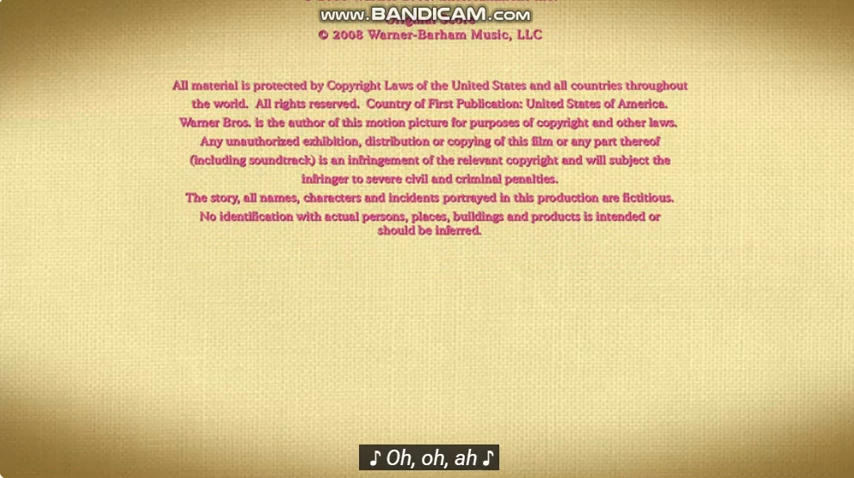 www.BANDICAM.com
Original Score
© 2008 Warner-Barham Music, LLC
All material is protected by Copyright Laws of the United States and all countries throughout
the world. All rights reserved. Country of First Publication: United States of America.
Warner Bros. is the author of this motion picture for purposes of copyright and other laws.
Any unauthorized exhibition, distribution or copying of this film or any part thereof
(including soundtrack) is an infringement of the relevant copyright and will subject the
infringer to severe civil and criminal penalties.
The story, all names, characters and incidents portrayed in this production are fictitious.
No identification with actual persons, places, buildings and products is intended or
should be inferred.
♪ Oh, oh, ah ♪